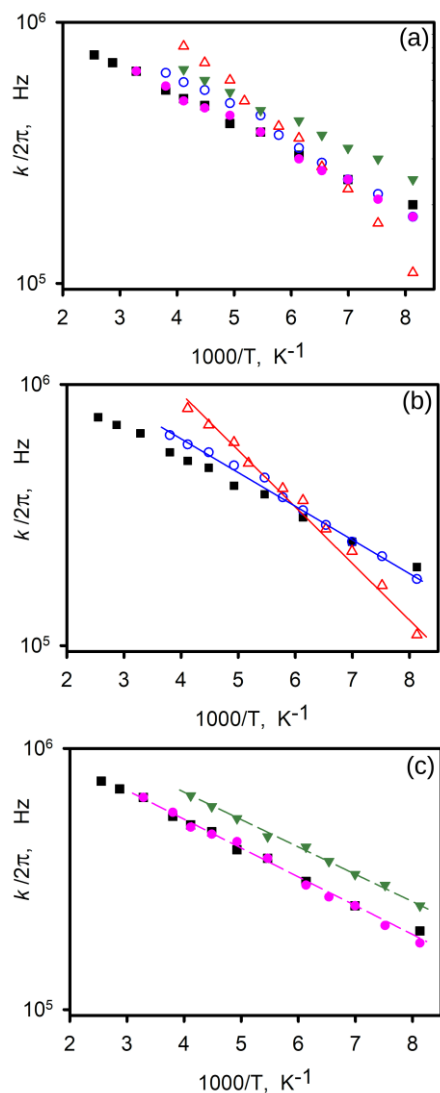 (a)
10⁶
k/2π, Hz
10⁵
2 3 4 5 6 7 8
1000/T, K⁻¹
(b)
10⁶
k/2π, Hz
10⁵
2 3 4 5 6 7 8
1000/T, K⁻¹
(c)
10⁶
k/2π, Hz
10⁵
2 3 4 5 6 7 8
1000/T, K⁻¹